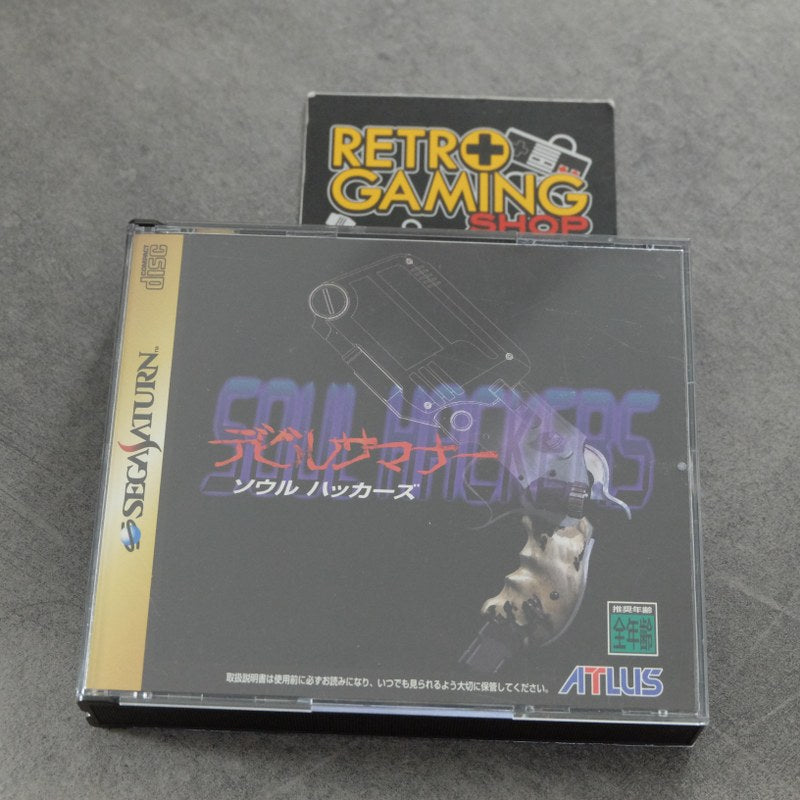 RETRO
GAMING
SHOP
COMPACT
disc
SEGA SATURN™
SOUL HACKERS
デビルサマナー
ソウル ハッカーズ
推奨年齢
全年齢
取扱説明書は使用前に必ずお読みになり、いつでも見られるよう大切に保管してください。
ATLUS